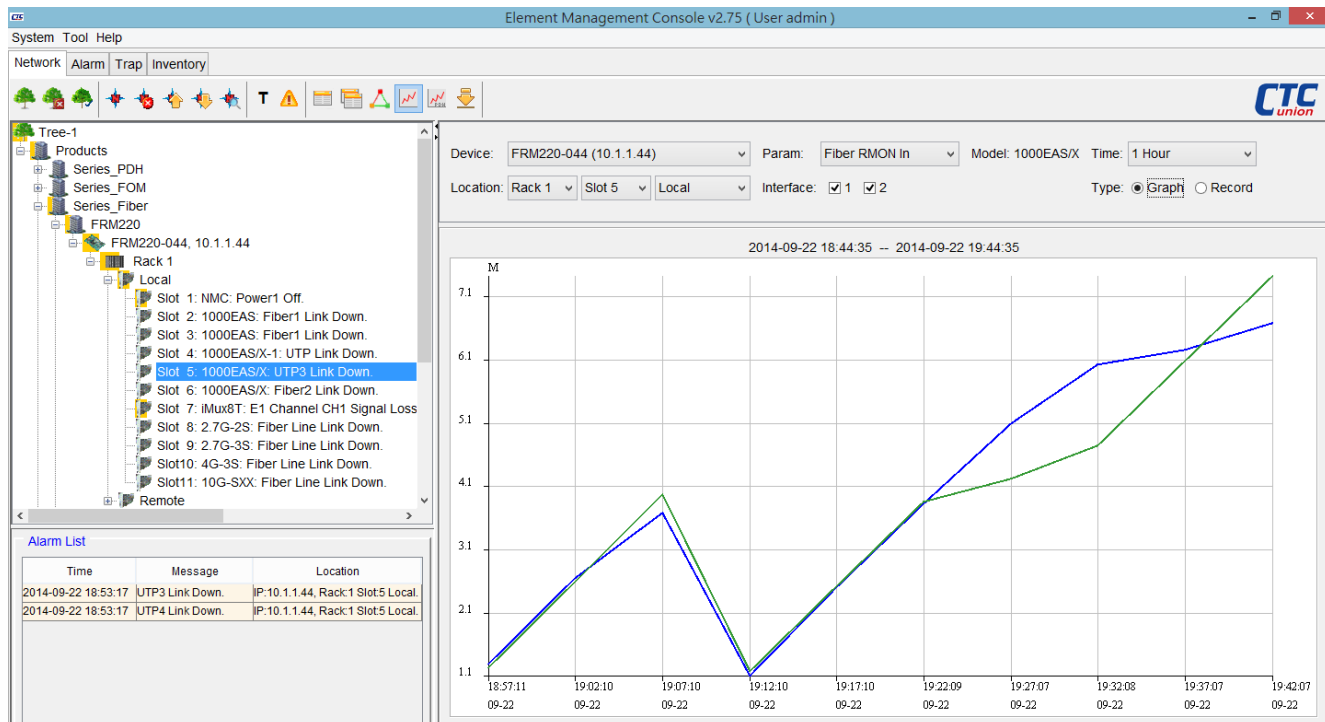 CTC
Element Management Console v2.75 ( User admin )
System Tool Help
Network Alarm Trap Inventory
T
CTC
union
Tree-1
Products
Series_PDH
Series_FOM
Series_Fiber
FRM220
FRM220-044, 10.1.1.44
Rack 1
Local
Slot 1: NMC: Power1 Off.
Slot 2: 1000EAS: Fiber1 Link Down.
Slot 3: 1000EAS: Fiber1 Link Down.
Slot 4: 1000EAS/X-1: UTP Link Down.
Slot 5: 1000EAS/X: UTP3 Link Down.
Slot 6: 1000EAS/X: Fiber2 Link Down.
Slot 7: iMux8T: E1 Channel CH1 Signal Loss
Slot 8: 2.7G-2S: Fiber Line Link Down.
Slot 9: 2.7G-3S: Fiber Line Link Down.
Slot10: 4G-3S: Fiber Line Link Down.
Slot11: 10G-SXX: Fiber Line Link Down.
Remote
Alarm List
Time Message Location
2014-09-22 18:53:17 UTP3 Link Down. IP:10.1.1.44, Rack:1 Slot:5 Local.
2014-09-22 18:53:17 UTP4 Link Down. IP:10.1.1.44, Rack:1 Slot:5 Local.
Device: FRM220-044 (10.1.1.44) Param: Fiber RMON In Model: 1000EAS/X Time: 1 Hour
Location: Rack 1 Slot 5 Local Interface: 1 2 Type: Graph Record
2014-09-22 18:44:35 -- 2014-09-22 19:44:35
M
7.1
6.1
5.1
4.1
3.1
2.1
1.1
18:57:11 19:02:10 19:07:10 19:12:10 19:17:10 19:22:09 19:27:07 19:32:08 19:37:07 19:42:07
09-22 09-22 09-22 09-22 09-22 09-22 09-22 09-22 09-22 09-22